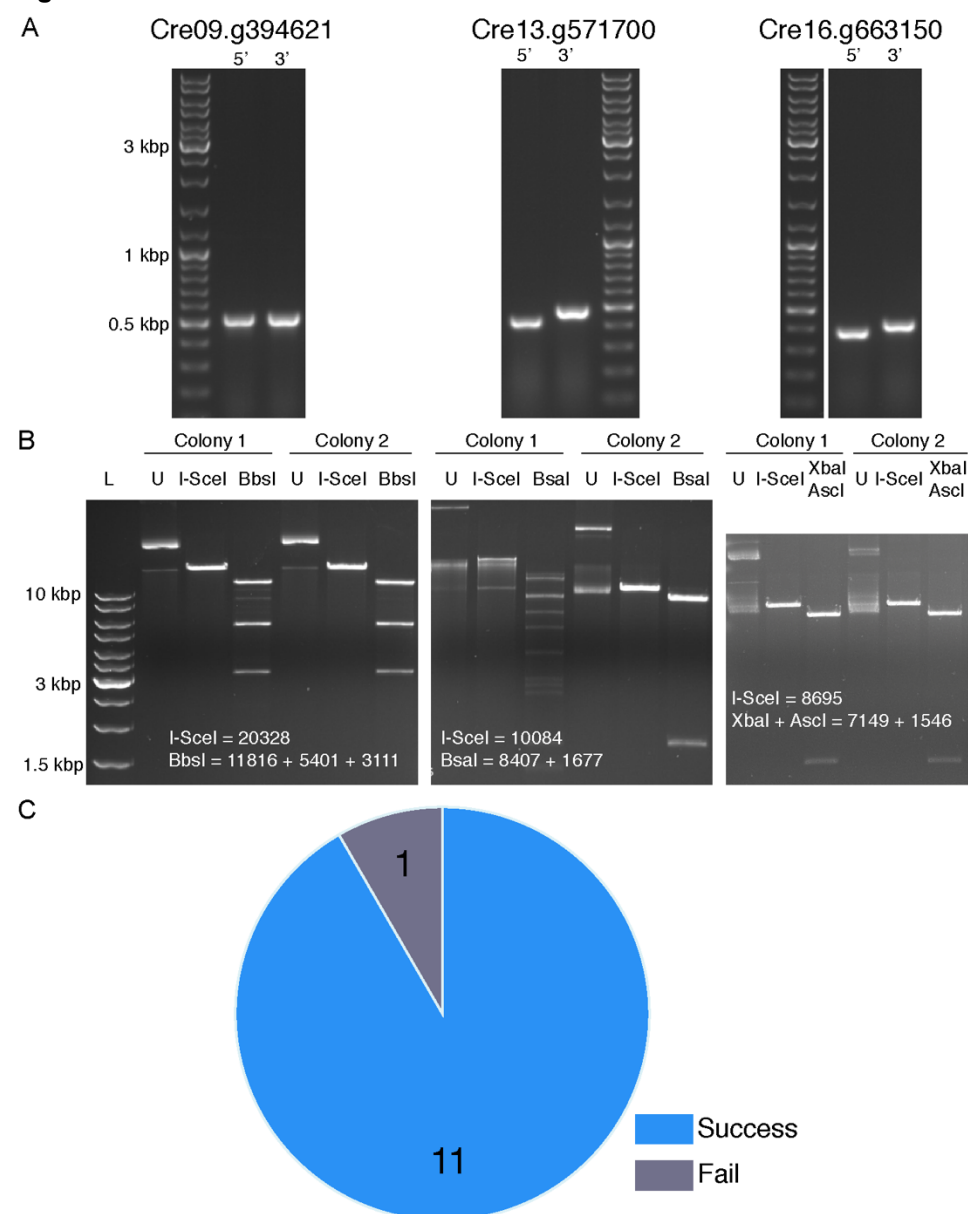 A
Cre09.g394621
5’ 3’
Cre13.g571700
5’ 3’
Cre16.g663150
5’ 3’
3 kbp
1 kbp
0.5 kbp
B
Colony 1 Colony 2
L U I-SceI BbsI U I-SceI BbsI
10 kbp
3 kbp
1.5 kbp
I-SceI = 20328
BbsI = 11816 + 5401 + 3111
Colony 1 Colony 2
U I-SceI BsaI U I-SceI BsaI
I-SceI = 10084
BsaI = 8407 + 1677
Colony 1 Colony 2
U I-SceI XbaI AscI U I-SceI XbaI AscI
I-SceI = 8695
XbaI + AscI = 7149 + 1546
C
1
11
Success
Fail